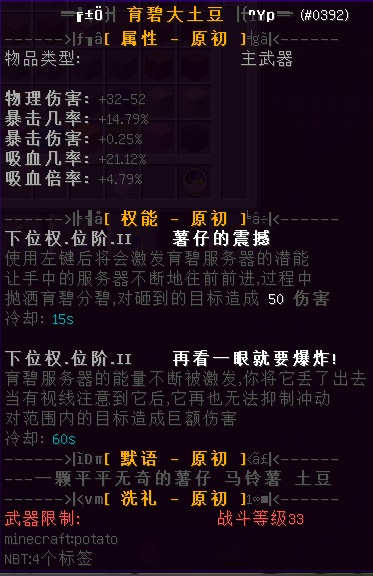 育碧大土豆 (#0392)
------>[ 属性 - 原初 ]<------
物品类型: 主武器
物理伤害: +32-52
暴击几率: +14.79%
暴击伤害: +0.25%
吸血几率: +21.12%
吸血倍率: +4.79%
------>[ 权能 - 原初 ]<------
下位权.位阶.II 薯仔的震撼
使用左键后将会激发育碧服务器的潜能
让手中的服务器不断地往前前进,过程中
抛洒育碧分碧,对砸到的目标造成 50 伤害
冷却: 15s
下位权.位阶.II 再看一眼就要爆炸!
育碧服务器的能量不断被激发,你将它丢了出去
当有视线注意到它后,它再也无法抑制冲动
对范围内的目标造成巨额伤害
冷却: 60s
------>[ 默语 - 原初 ]<------
---一颗平平无奇的薯仔 马铃薯 土豆
------>[ 洗礼 - 原初 ]<------
武器限制: 战斗等级33
minecraft:potato
NBT:4个标签